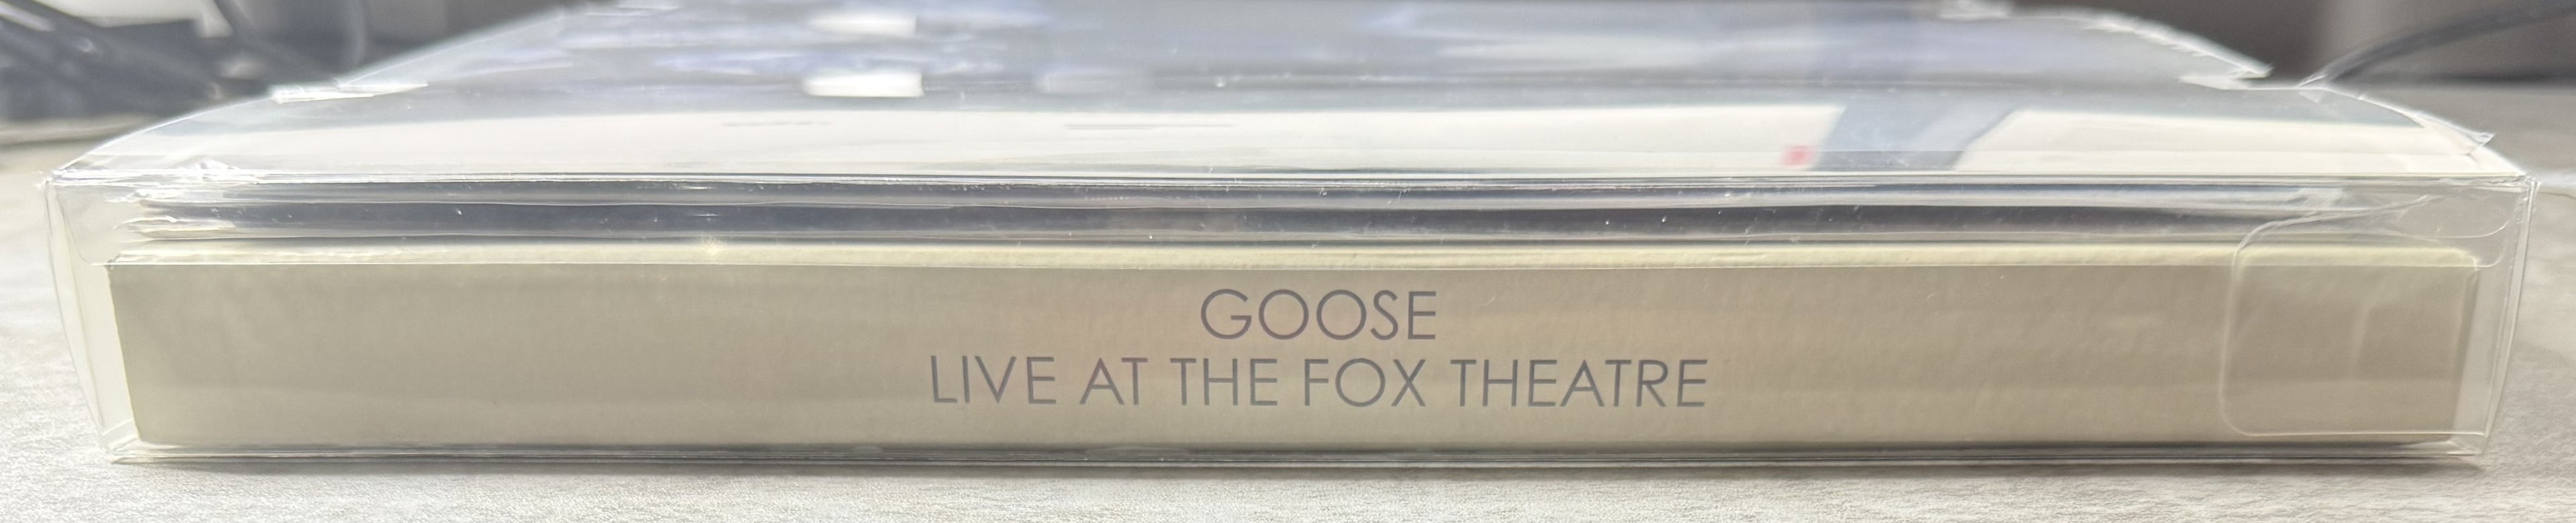 GOOSE
LIVE AT THE FOX THEATRE